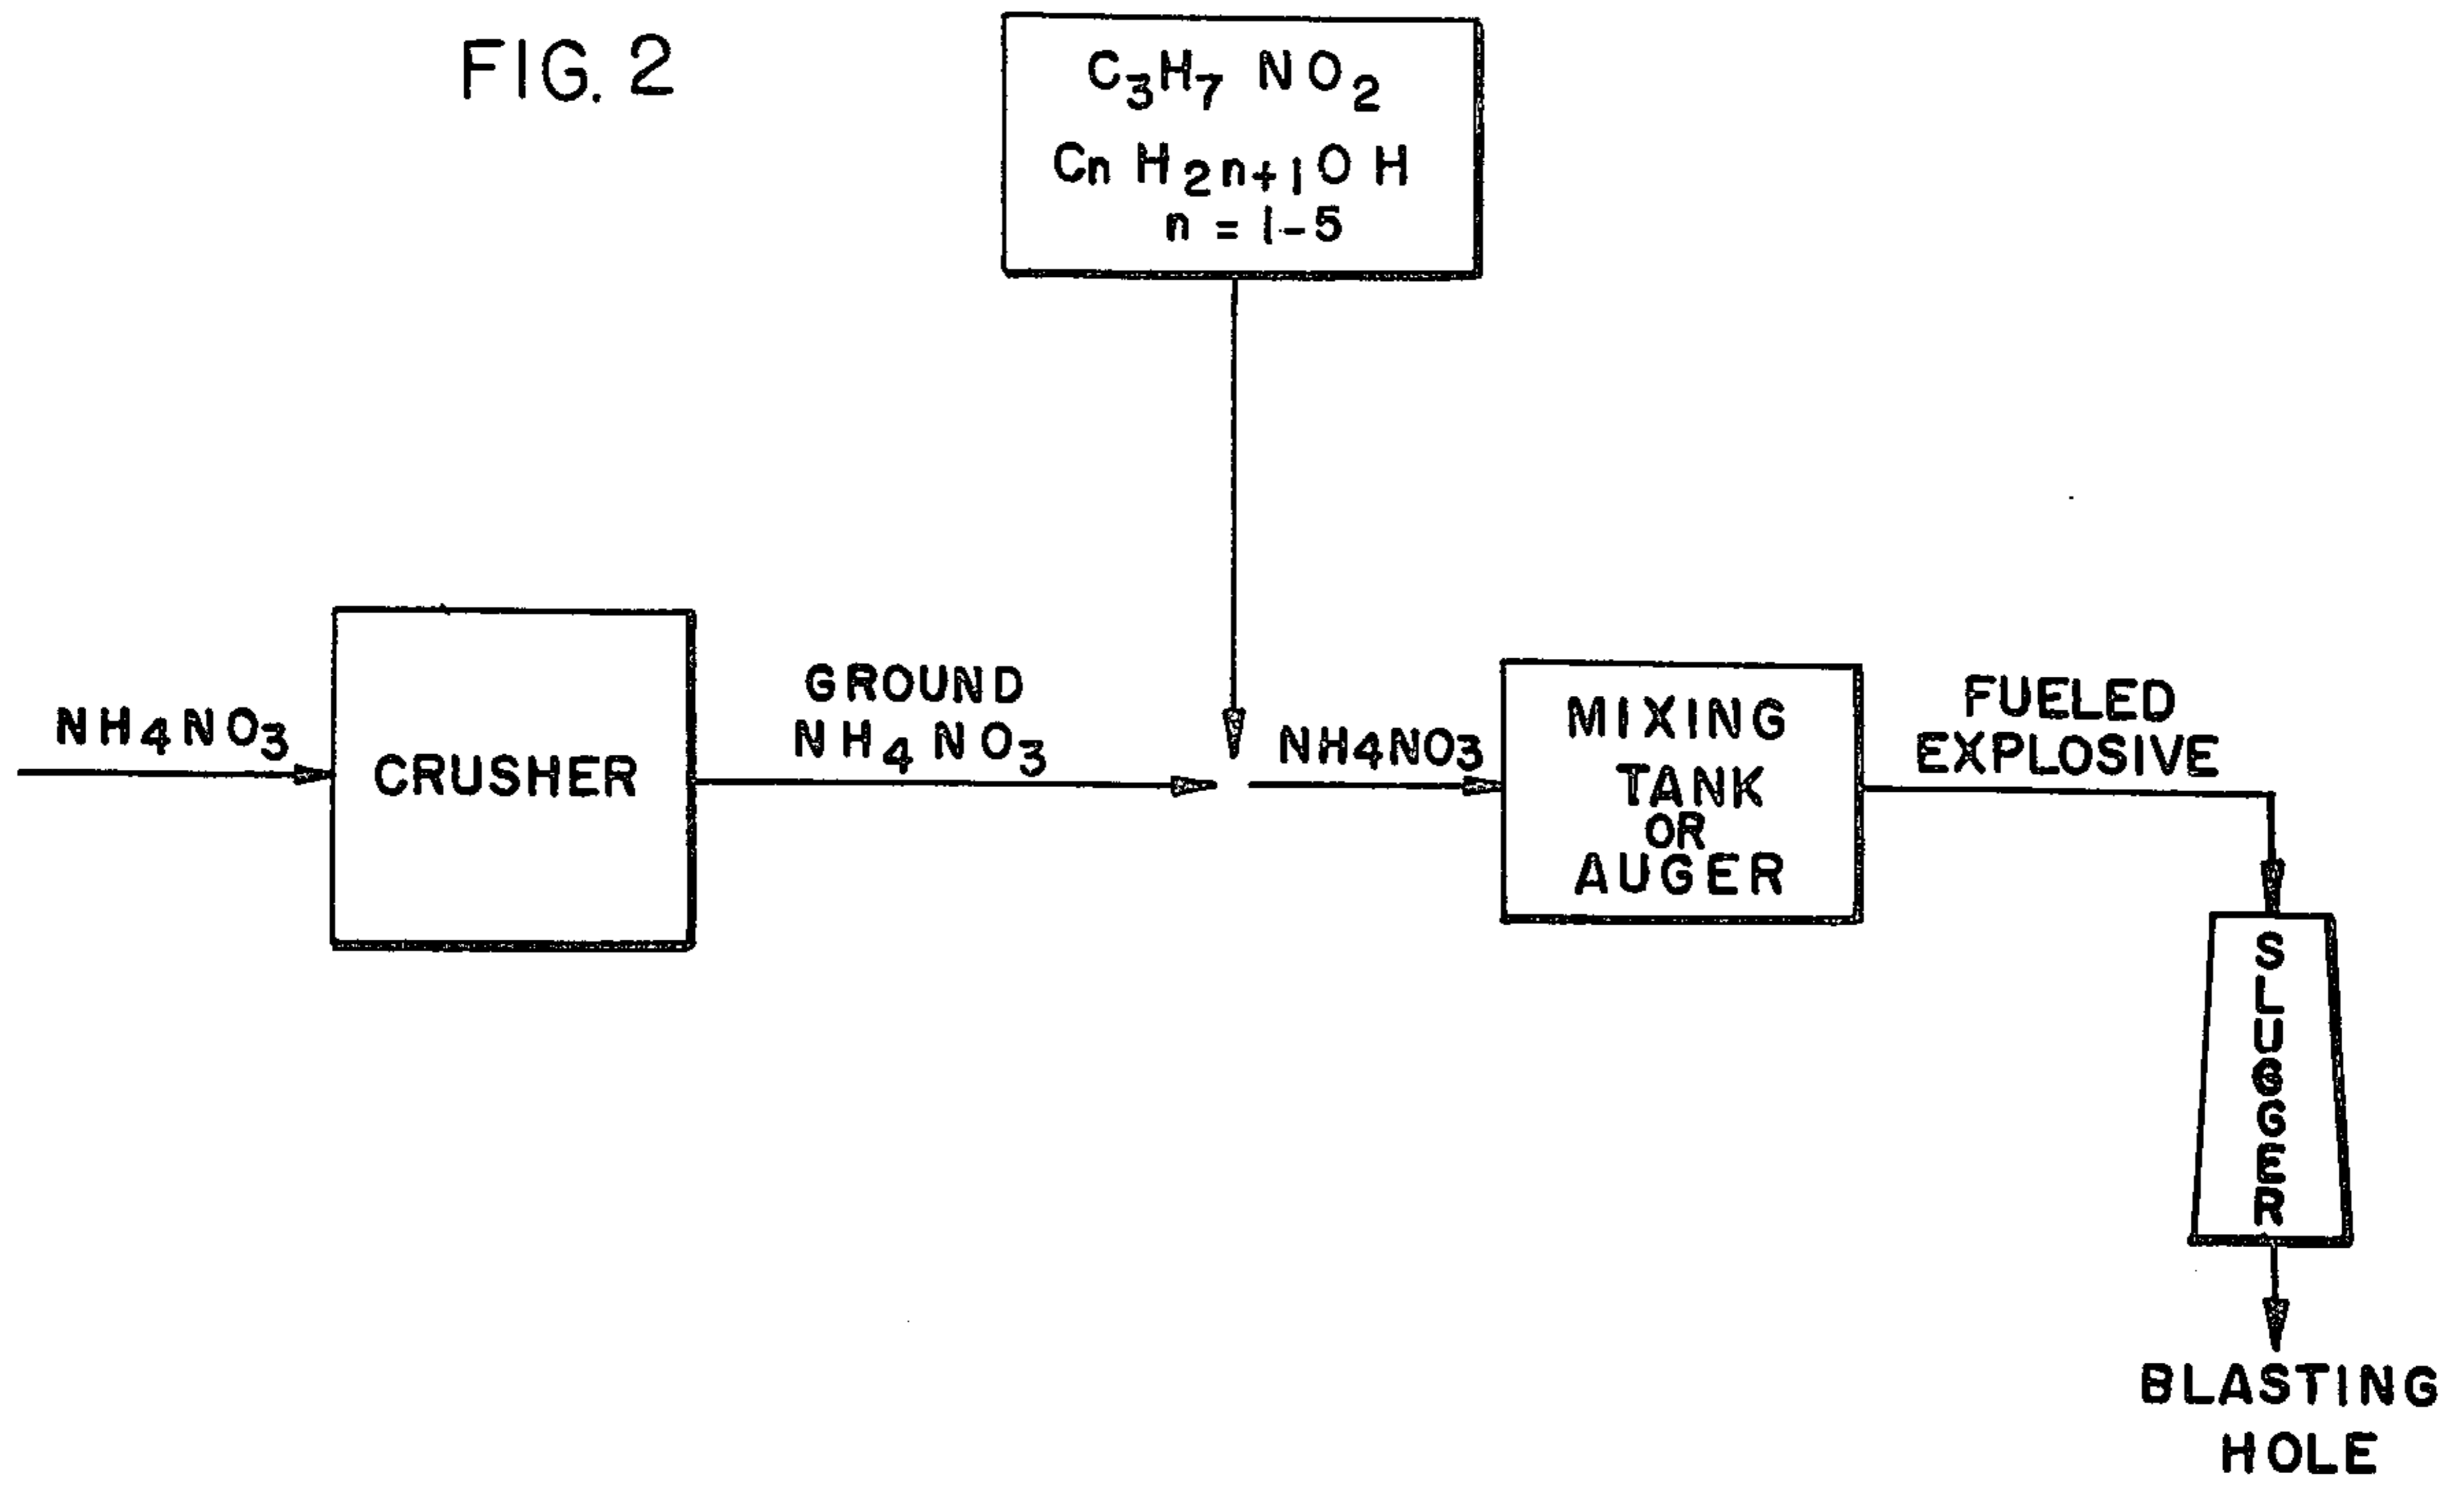 FIG. 2
C₃H₇ NO₂
Cn H₂n+1 O H
n = 1-5
NH₄NO₃
CRUSHER
GROUND
NH₄ NO₃
NH₄NO₃
MIXING
TANK
OR
AUGER
FUELED
EXPLOSIVE
SLUGGER
BLASTING
HOLE